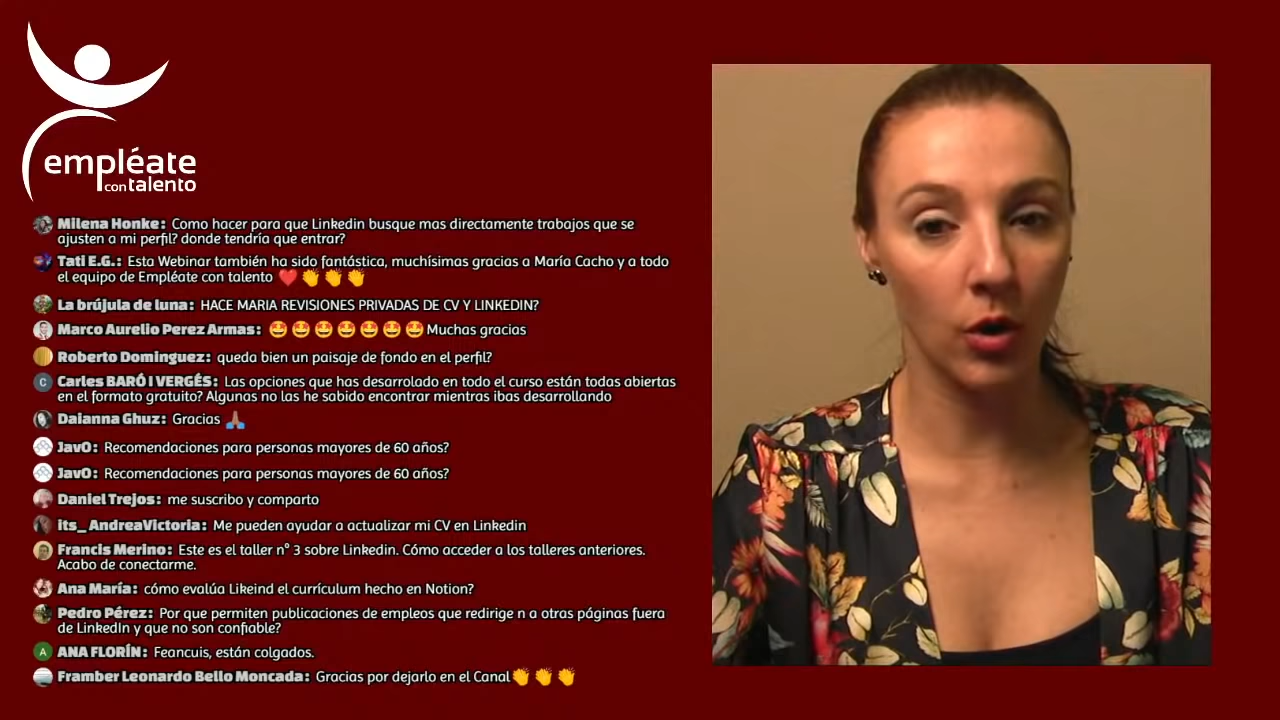 empléate
con talento
Milena Honke: Como hacer para que Linkedin busque mas directamente trabajos que se
ajusten a mi perfil? donde tendría que entrar?
Tati E.G.: Esta Webinar también ha sido fantástica, muchísimas gracias a María Cacho y a todo
el equipo de Empléate con talento ❤️👏👏👏
La brújula de luna: HACE MARIA REVISIONES PRIVADAS DE CV Y LINKEDIN?
Marco Aurelio Perez Armas: 🤩🤩🤩🤩🤩🤩🤩Muchas gracias
Roberto Dominguez: queda bien un paisaje de fondo en el perfil?
C Carles BARÓ I VERGÉS: Las opciones que has desarrolado en todo el curso están todas abiertas
en el formato gratuito? Algunas no las he sabido encontrar mientras ibas desarrollando
Daianna Ghuz: Gracias 🙏🏽
JavO: Recomendaciones para personas mayores de 60 años?
JavO: Recomendaciones para personas mayores de 60 años?
Daniel Trejos: me suscribo y comparto
its_AndreaVictoria: Me pueden ayudar a actualizar mi CV en Linkedin
Francis Merino: Este es el taller nº 3 sobre Linkedin. Cómo acceder a los talleres anteriores.
Acabo de conectarme.
Ana María: cómo evalúa Likeind el currículum hecho en Notion?
Pedro Pérez: Por que permiten publicaciones de empleos que redirige n a otras páginas fuera
de LinkedIn y que no son confiable?
A ANA FLORÍN: Feancuis, están colgados.
Framber Leonardo Bello Moncada: Gracias por dejarlo en el Canal👏👏👏